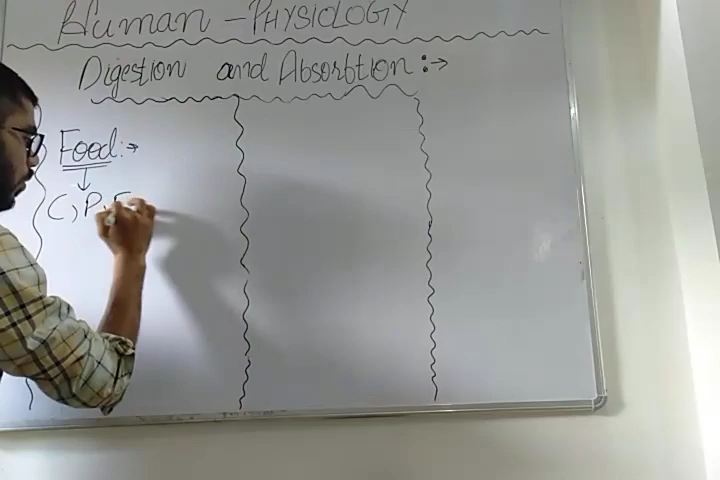 Human - PHYSIOLOGY
Digestion and Absorbtion :→
Food :→
↓
C, P, F